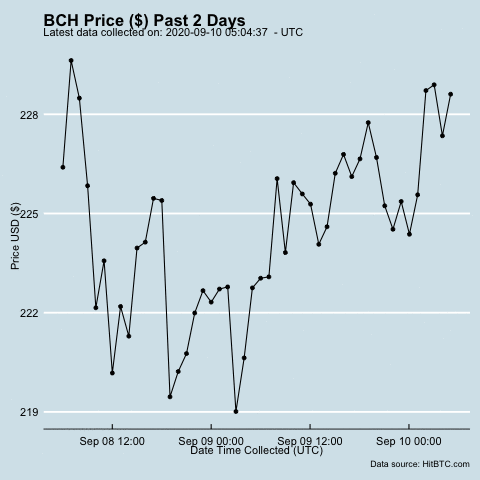 BCH Price ($) Past 2 Days
Latest data collected on: 2020-09-10 05:04:37  - UTC
228
225
222
219
Price USD ($)
Sep 08 12:00
Sep 09 00:00
Sep 09 12:00
Sep 10 00:00
Date Time Collected (UTC)
Data source: HitBTC.com